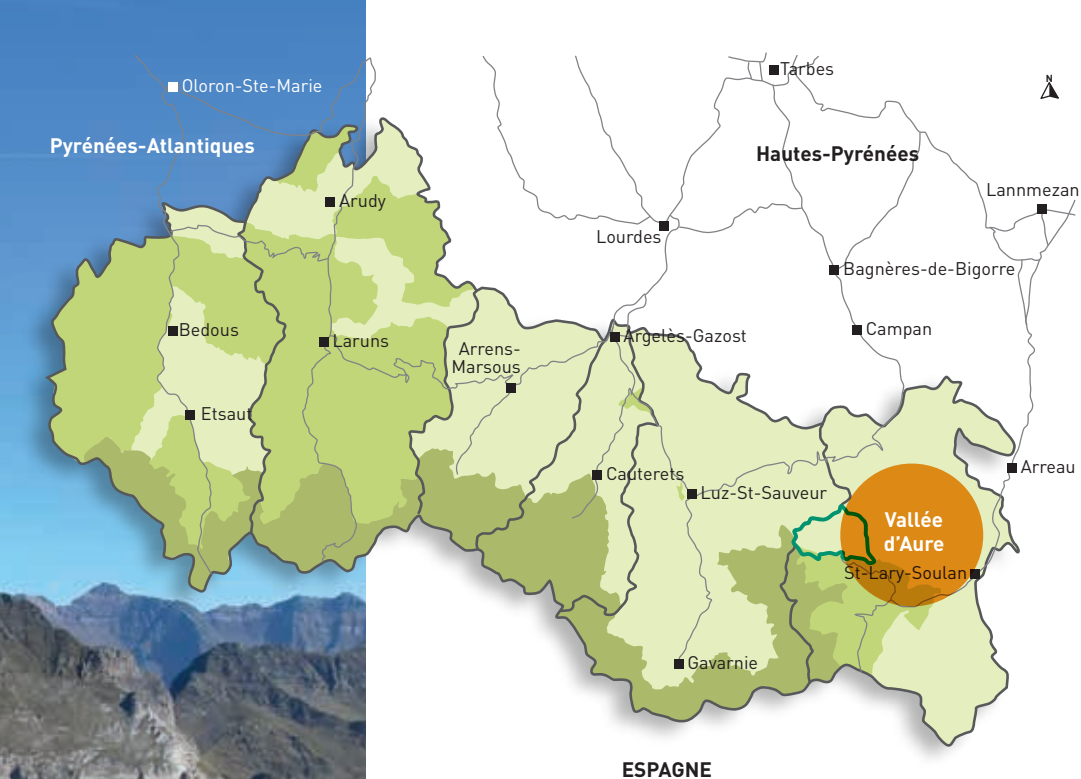 N
Tarbes
Oloron-Ste-Marie
Pyrénées-Atlantiques
Hautes-Pyrénées
Lannmezan
Arudy
Lourdes
Bagnères-de-Bigorre
Bedous
Laruns
Argelès-Gazost
Campan
Arrens-
Marsous
Etsaut
Cauterets
Luz-St-Sauveur
Arreau
Vallée
d'Aure
St-Lary-Soulan
Gavarnie
ESPAGNE